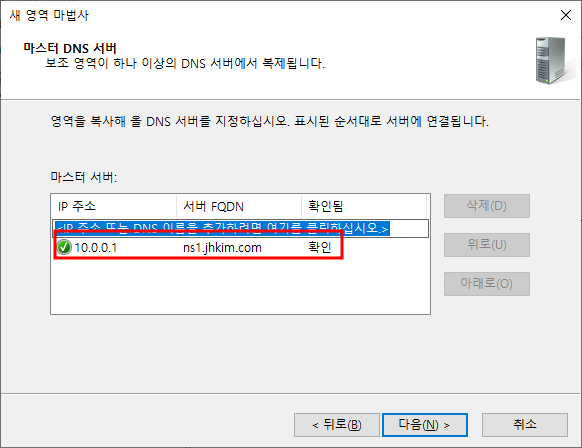 새 영역 마법사
마스터 DNS 서버
보조 영역이 하나 이상의 DNS 서버에서 복제됩니다.
영역을 복사해 올 DNS 서버를 지정하십시오. 표시된 순서대로 서버에 연결됩니다.
마스터 서버:
IP 주소 서버 FQDN 확인됨
<IP 주소 또는 DNS 이름을 추가하려면 여기를 클릭하십시오.>
10.0.0.1 ns1.jhkim.com 확인
삭제(D)
위로(U)
아래로(O)
< 뒤로(B) 다음(N) > 취소